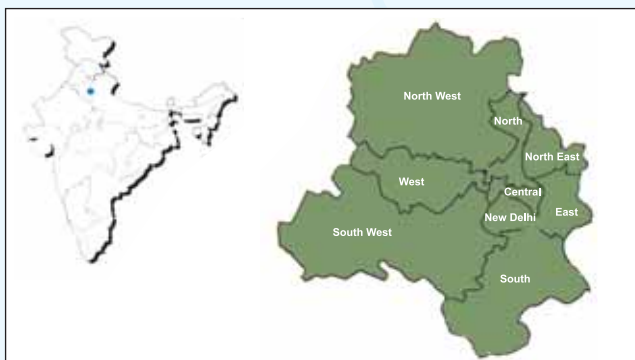 North West
North
North East
West
Central
East
New Delhi
South West
South